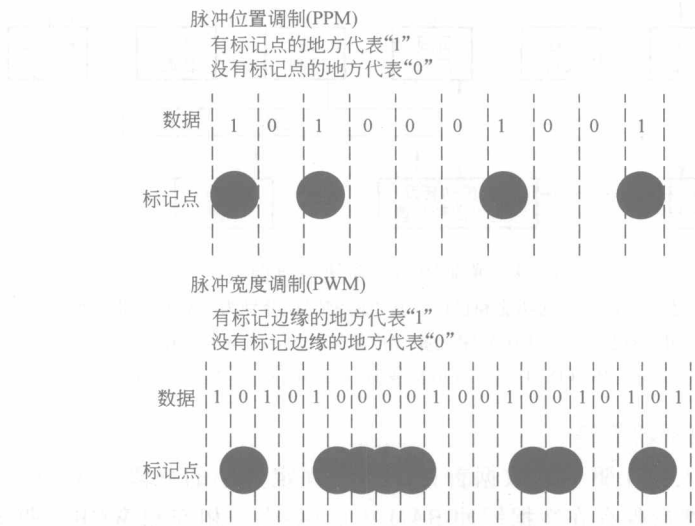 脉冲位置调制(PPM)
有标记点的地方代表“1”
没有标记点的地方代表“0”
数据 1 0 1 0 0 0 1 0 0 1
标记点
脉冲宽度调制(PWM)
有标记边缘的地方代表“1”
没有标记边缘的地方代表“0”
数据 1 0 1 0 1 0 0 0 0 1 0 0 1 0 0 1 0 1 0 1
标记点